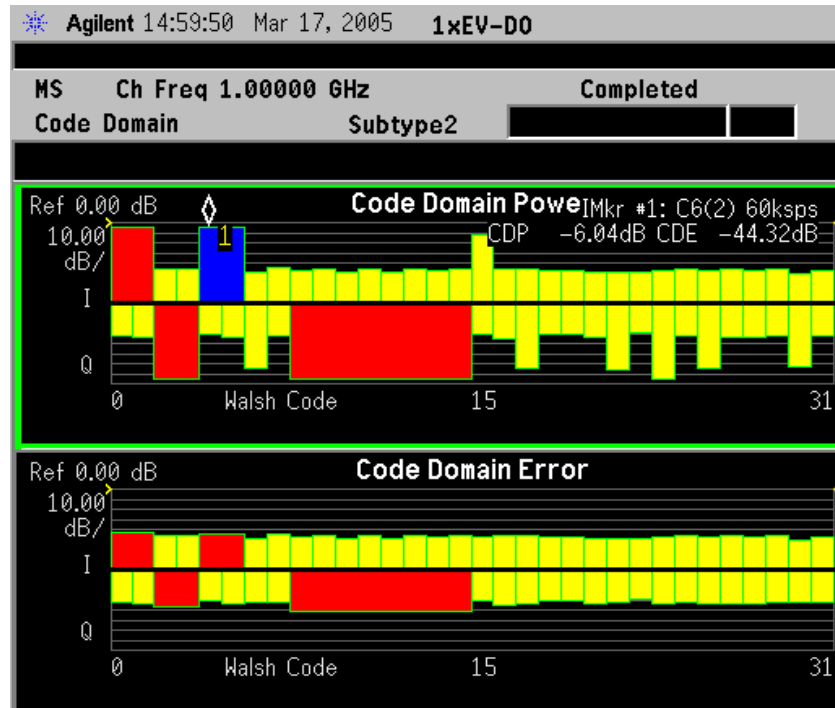 Agilent 14:59:50 Mar 17, 2005 1xEV-DO
MS Ch Freq 1.00000 GHz Completed
Code Domain Subtype2
Ref 0.00 dB Code Domain Powe IMkr #1: C6(2) 60ksps
10.00 1 CDP -6.04dB CDE -44.32dB
dB/
I
Q
0 Walsh Code 15 31
Ref 0.00 dB Code Domain Error
10.00
dB/
I
Q
0 Walsh Code 15 31